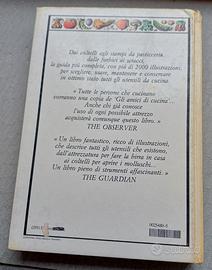 Dai coltelli agli stampi da pasticceria
dalle fruste ai setacci,
la guida più completa, con più di 2000 illustrazioni,
per scegliere, usare, mantenere e conservare
in ottimo stato tutti gli utensili da cucina.
« Tutte le persone che cucinano
vorranno una copia de 'Gli amici di cucina'...
Anche chi già conosce
l'uso di ogni possibile attrezzo
acquisterà comunque questo libro. »
THE OBSERVER
« Un libro fantastico, ricco di illustrazioni,
che descrive tutti gli utensili che esistono,
dall'attrezzatura per fare la birra in casa
ai coltelli per aprire i molluschi...
Un libro pieno di strumenti affascinanti. »
THE GUARDIAN
subito